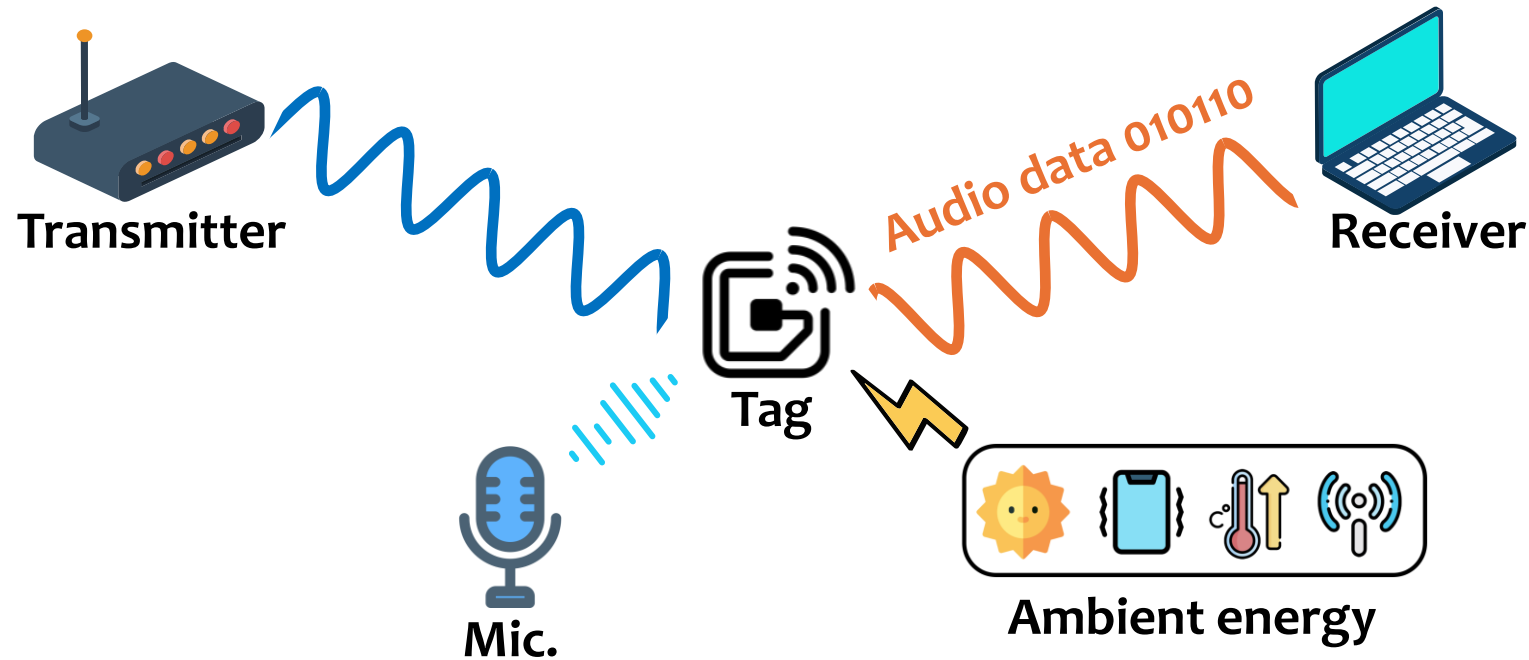 Audio data 010110
Transmitter
Receiver
Tag
C°
Mic.
Ambient energy